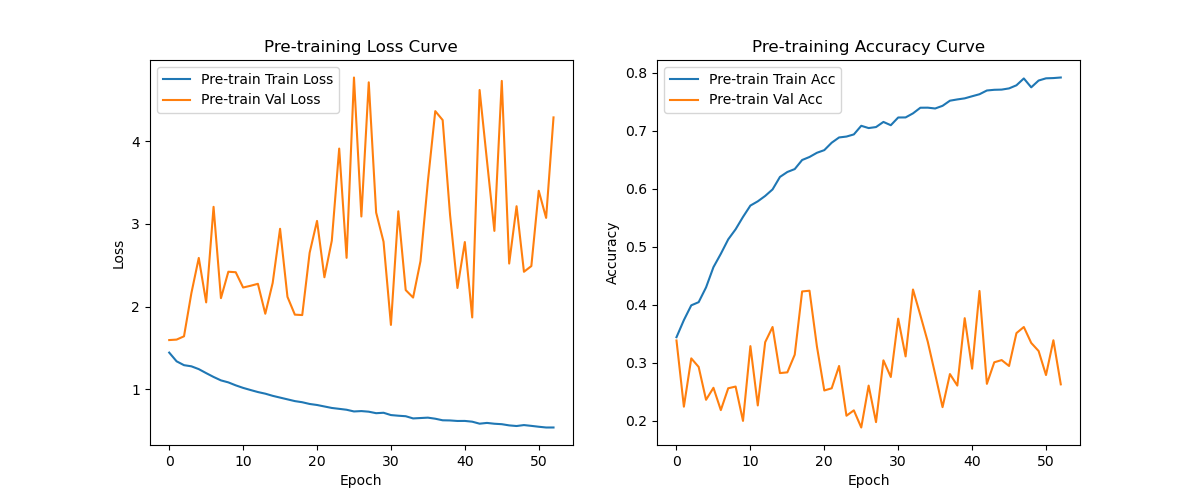 Pre-training Loss Curve
Pre-train Train Loss
Pre-train Val Loss
Loss
4
3
2
1
0
10
20
30
40
50
Epoch
Pre-training Accuracy Curve
Pre-train Train Acc
Pre-train Val Acc
Accuracy
0.8
0.7
0.6
0.5
0.4
0.3
0.2
0
10
20
30
40
50
Epoch